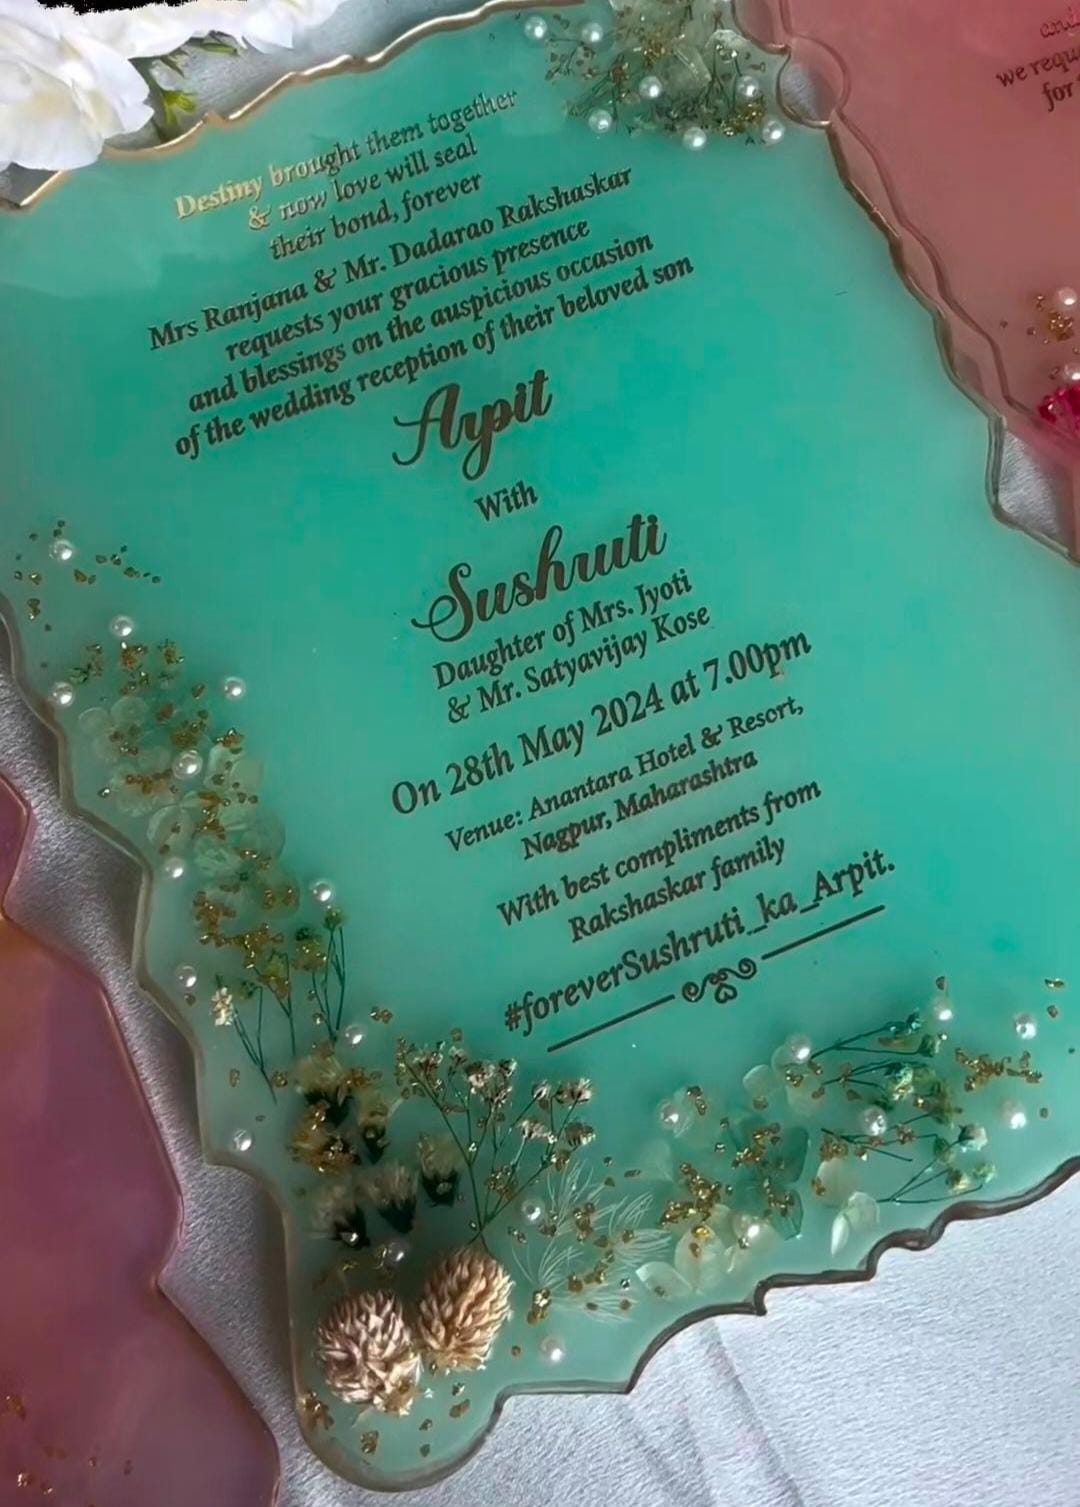 Destiny brought them together
& now love will seal
their bond, forever
Mrs Ranjana & Mr. Dadarao Rakshaskar
requests your gracious presence
and blessings on the auspicious occasion
of the wedding reception of their beloved son
Arpit
With
Sushruti
Daughter of Mrs. Jyoti
& Mr. Satyavijay Kose
On 28th May 2024 at 7.00pm
Venue: Anantara Hotel & Resort,
Nagpur, Maharashtra
With best compliments from
Rakshaskar family
#foreverSushruti_ka_Arpit.
we requ
for